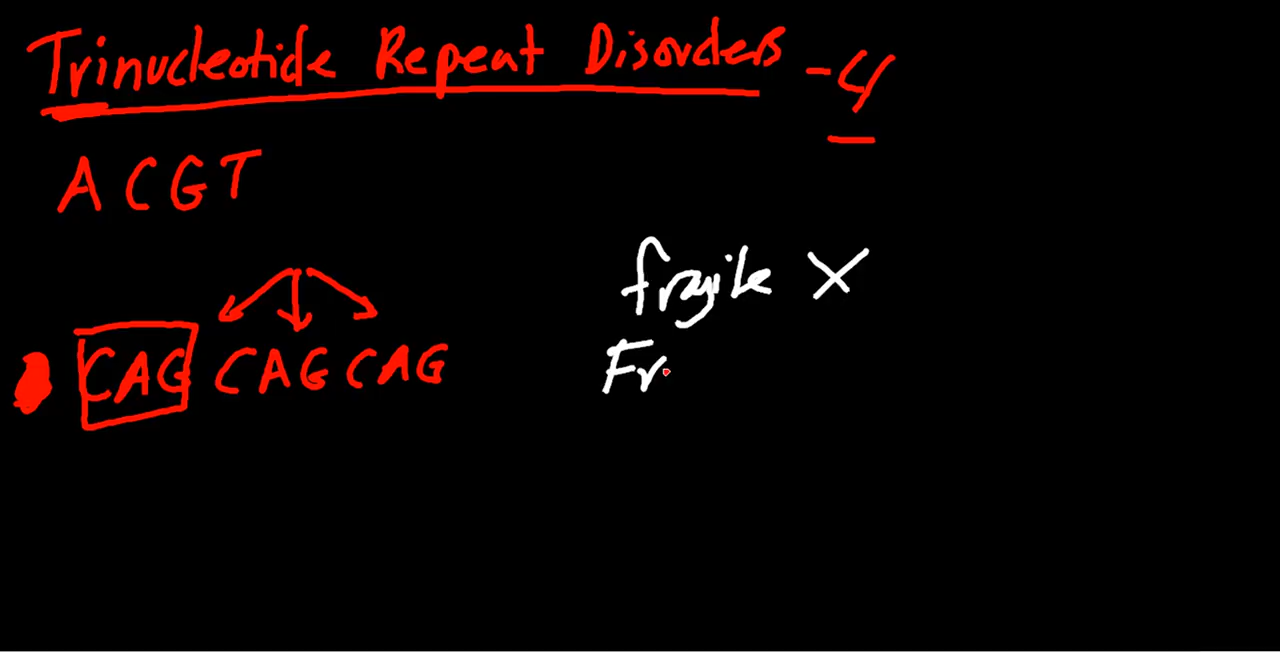 Trinucleotide Repeat Disorders - 4
A C G T
fragile X
CAG CAG CAG
Fr